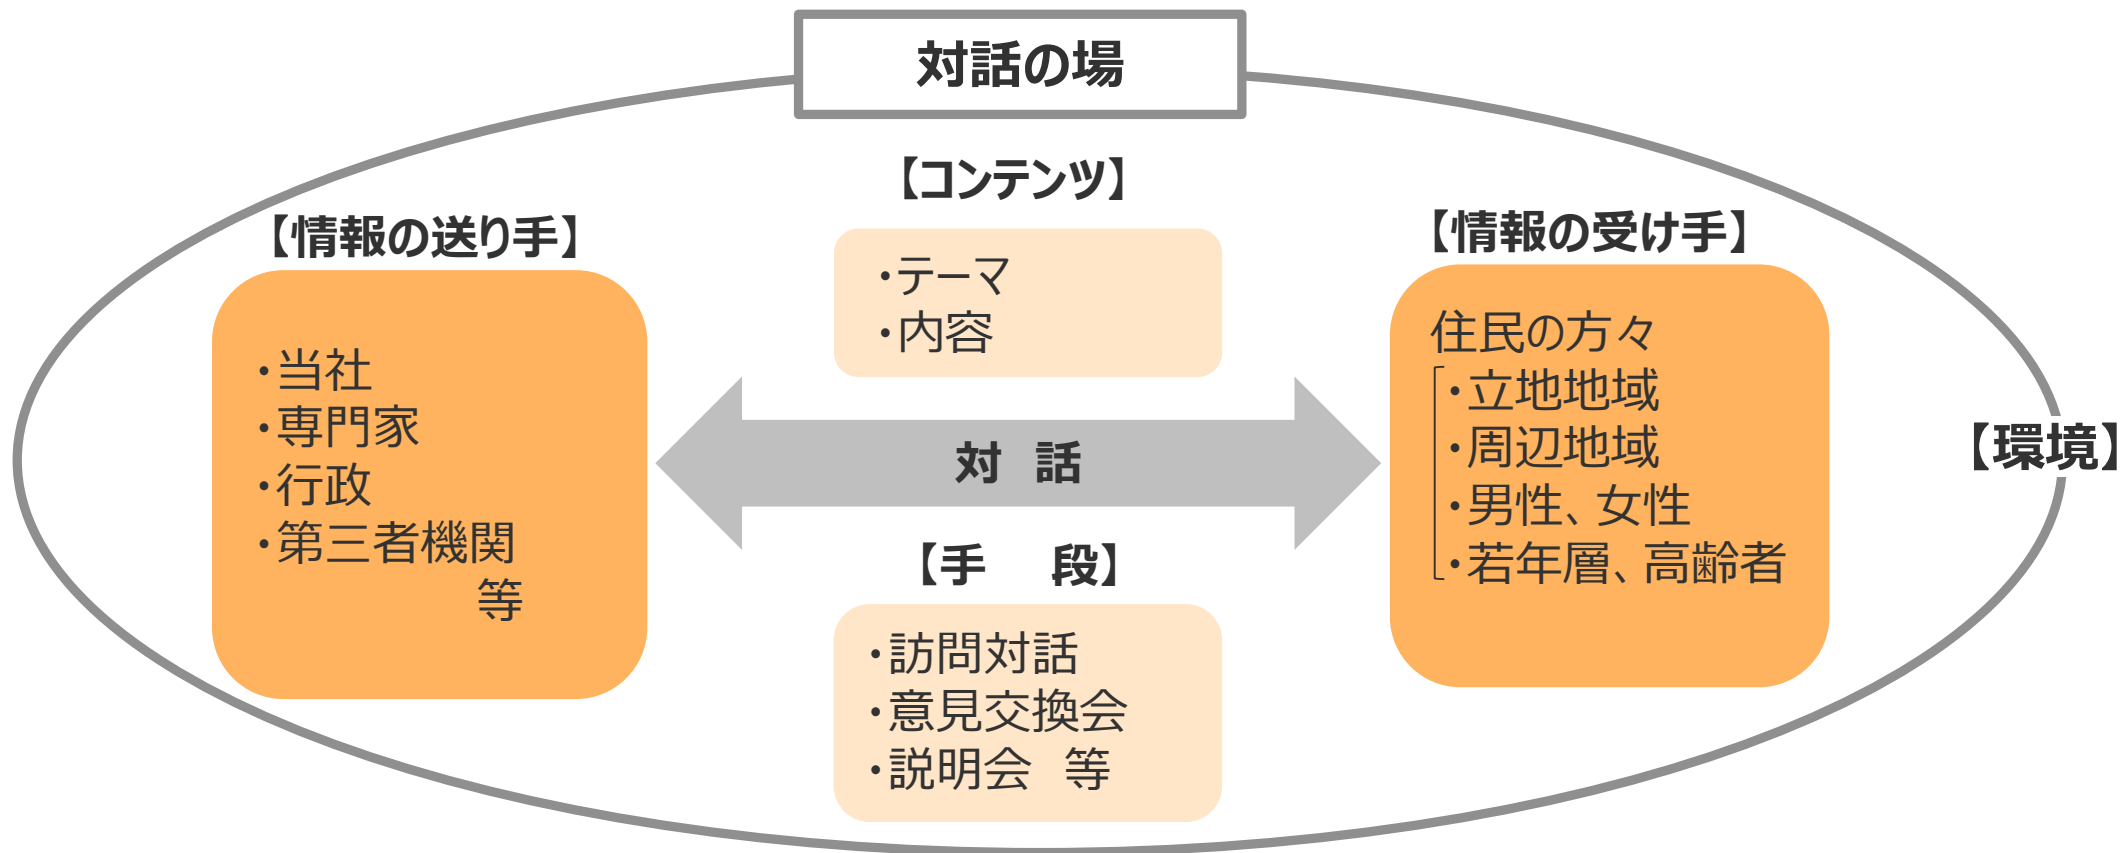 対話の場
【コンテンツ】
・テーマ
・内容
【情報の送り手】
・当社
・専門家
・行政
・第三者機関
等
対　話
【情報の受け手】
住民の方々
・立地地域
・周辺地域
・男性、女性
・若年層、高齢者
【手　段】
・訪問対話
・意見交換会
・説明会　等
【環境】